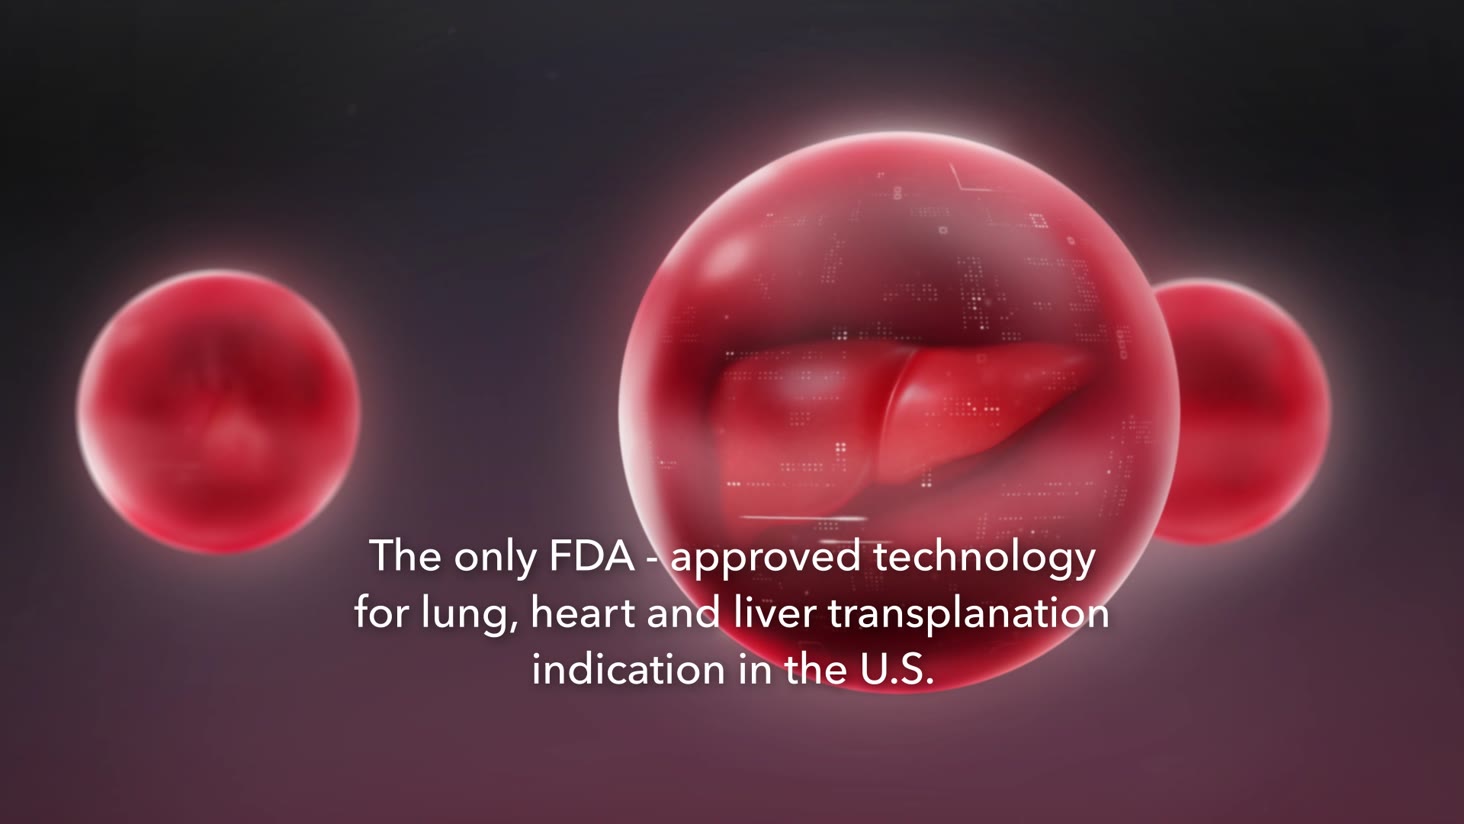 The only FDA - approved technology
for lung, heart and liver transplanation
indication in the U.S.